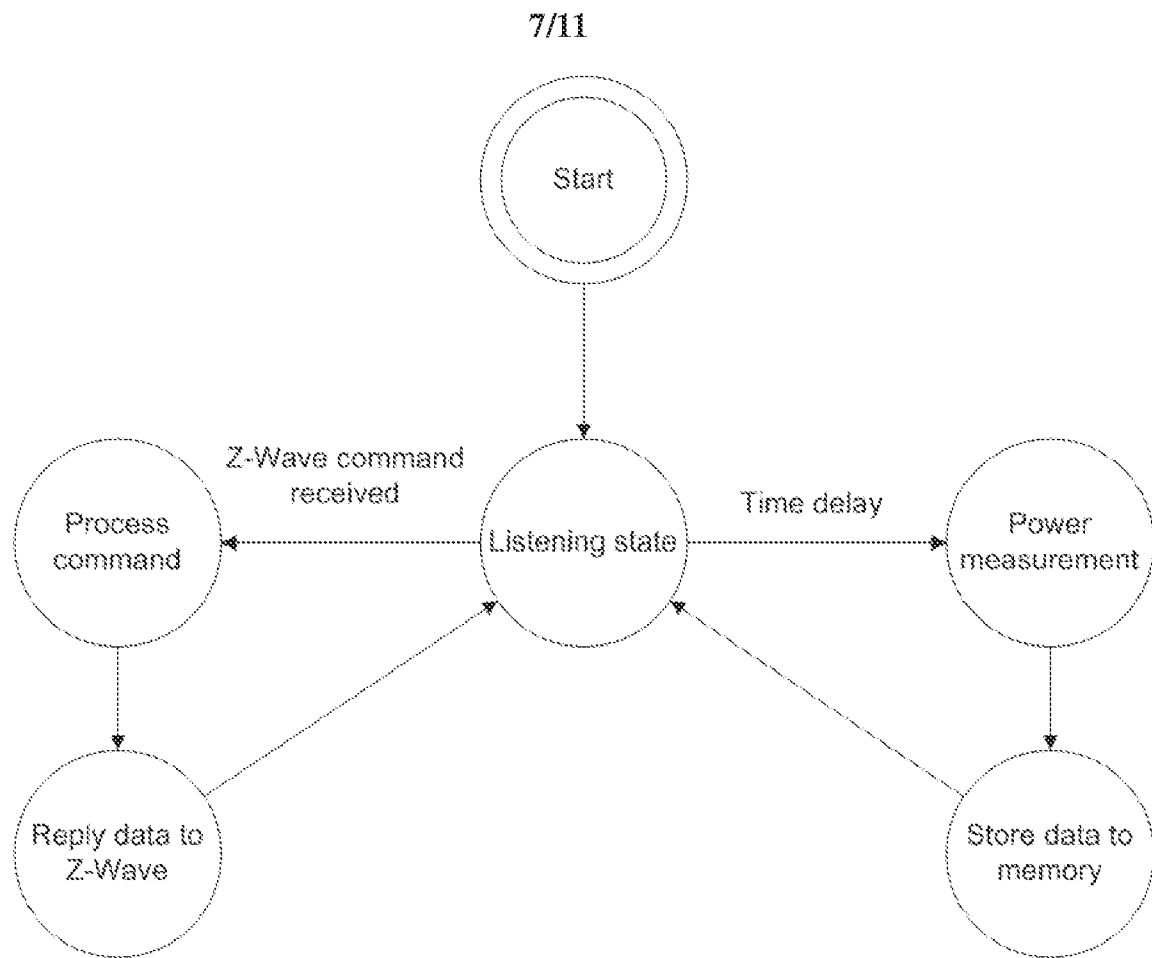 7/11
Start
Z-Wave command
received
Process
command
Listening state
Time delay
Power
measurement
Reply data to
Z-Wave
Store data to
memory